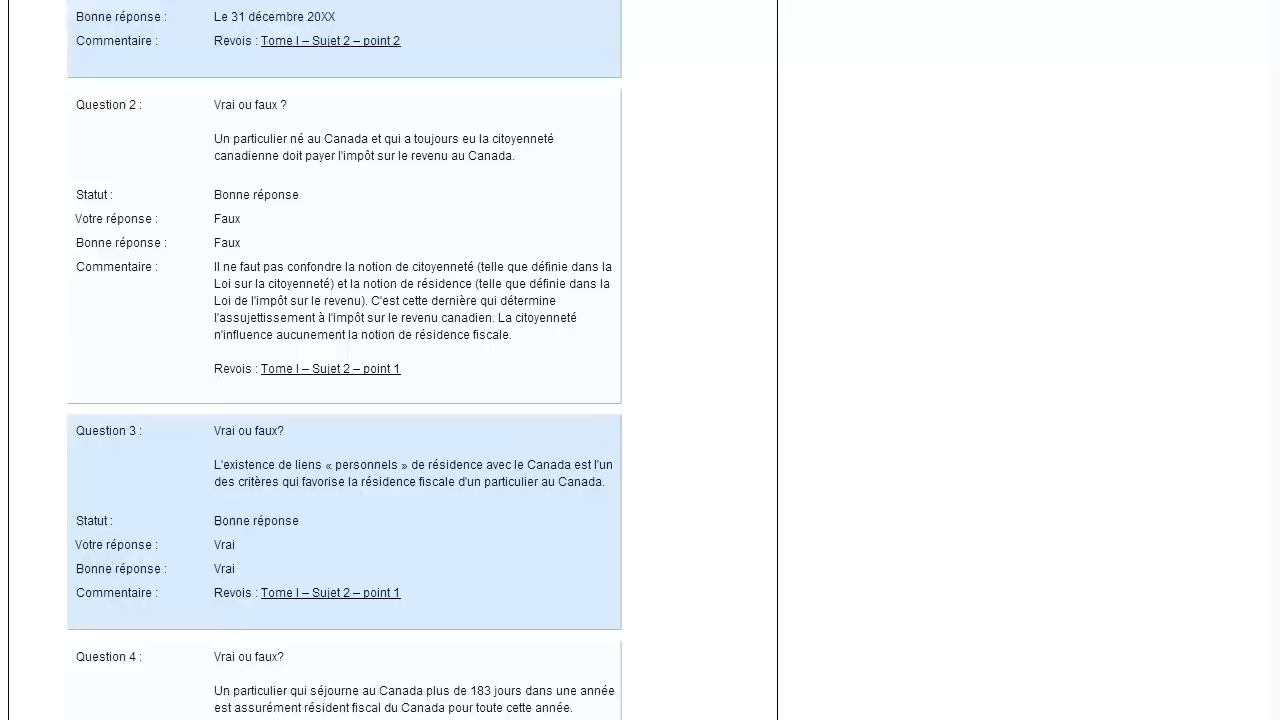 Bonne réponse : Le 31 décembre 20XX
Commentaire : Revois : Tome I – Sujet 2 – point 2
Question 2 : Vrai ou faux ?
Un particulier né au Canada et qui a toujours eu la citoyenneté
canadienne doit payer l'impôt sur le revenu au Canada.
Statut : Bonne réponse
Votre réponse : Faux
Bonne réponse : Faux
Commentaire : Il ne faut pas confondre la notion de citoyenneté (telle que définie dans la
Loi sur la citoyenneté) et la notion de résidence (telle que définie dans la
Loi de l'impôt sur le revenu). C'est cette dernière qui détermine
l'assujettissement à l'impôt sur le revenu canadien. La citoyenneté
n'influence aucunement la notion de résidence fiscale.
Revois : Tome I – Sujet 2 – point 1
Question 3 : Vrai ou faux?
L'existence de liens « personnels » de résidence avec le Canada est l'un
des critères qui favorise la résidence fiscale d'un particulier au Canada.
Statut : Bonne réponse
Votre réponse : Vrai
Bonne réponse : Vrai
Commentaire : Revois : Tome I – Sujet 2 – point 1
Question 4 : Vrai ou faux?
Un particulier qui séjourne au Canada plus de 183 jours dans une année
est assurément résident fiscal du Canada pour toute cette année.